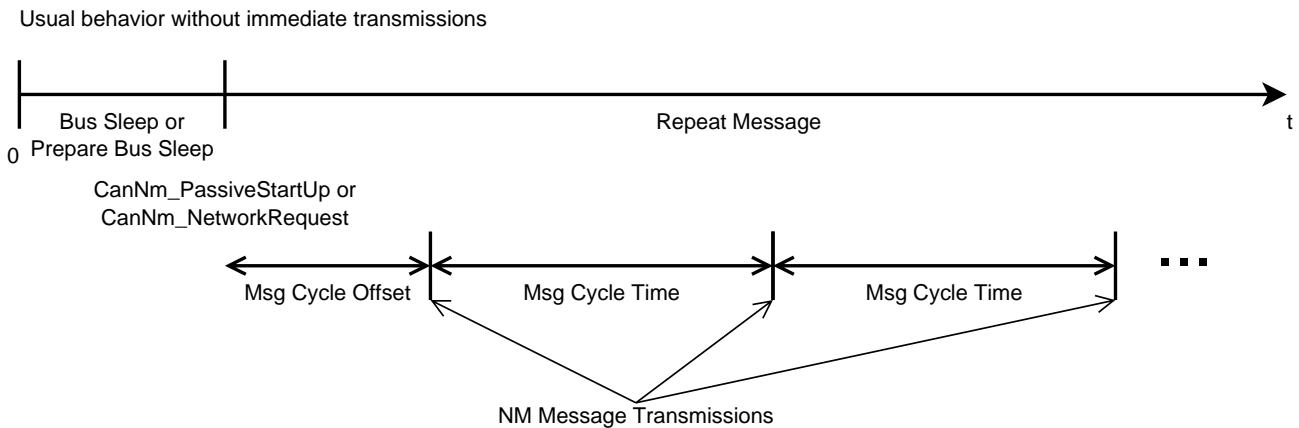 Usual behavior without immediate transmissions
Bus Sleep or
Prepare Bus Sleep
Repeat Message
t
0
CanNm_PassiveStartUp or
CanNm_NetworkRequest
Msg Cycle Offset
Msg Cycle Time
Msg Cycle Time
NM Message Transmissions